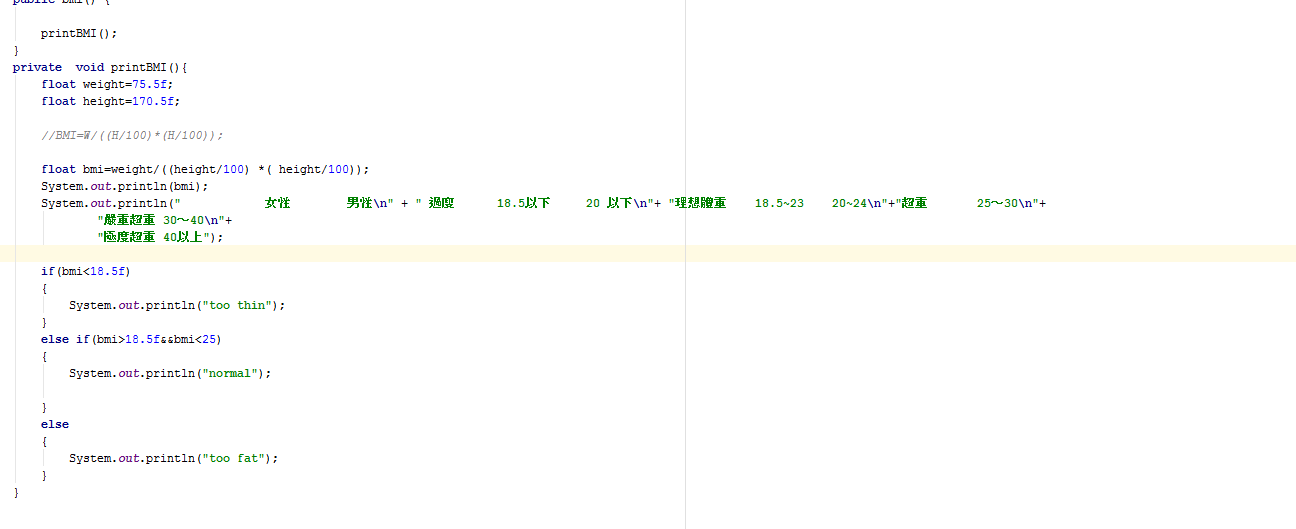 public bmi() {
printBMI();
}
private  void printBMI(){
float weight=75.5f;
float height=170.5f;
//BMI=W/((H/100)*(H/100));
float bmi=weight/((height/100) *( height/100));
System.out.println(bmi);
System.out.println("            女性        男性\n" + " 過度      18.5以下     20 以下\n"+ "理想體重    18.5~23    20~24\n"+"超重       25～30\n"+
"嚴重超重 30～40\n"+
"極度超重 40以上");
if(bmi<18.5f)
{
System.out.println("too thin");
}
else if(bmi>18.5f&&bmi<25)
{
System.out.println("normal");
}
else
{
System.out.println("too fat");
}
}